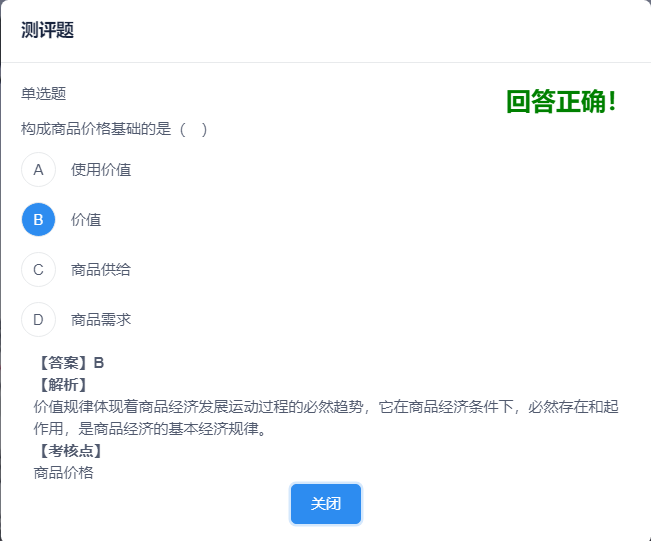 测评题
单选题
回答正确！
构成商品价格基础的是（　）
A 使用价值
B 价值
C 商品供给
D 商品需求
【答案】B
【解析】
价值规律体现着商品经济发展运动过程的必然趋势，它在商品经济条件下，必然存在和起
作用，是商品经济的基本经济规律。
【考核点】
商品价格
关闭